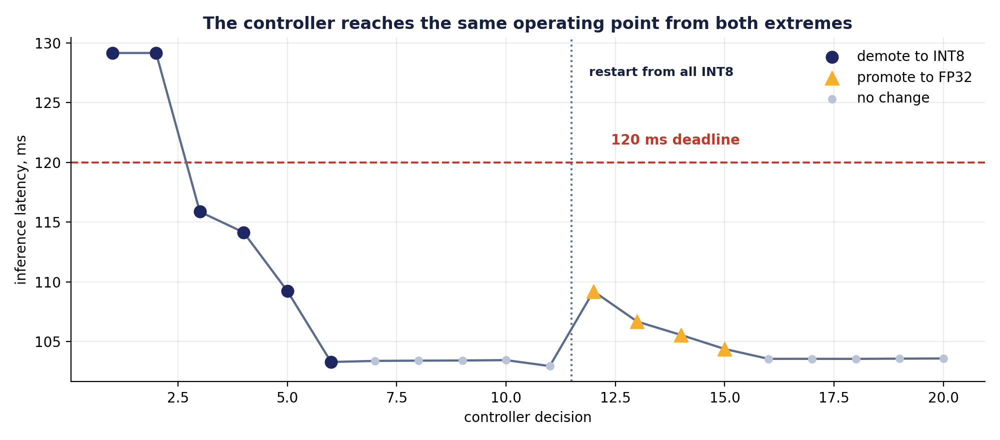 The controller reaches the same operating point from both extremes
130
125
120
115
110
105
inference latency, ms
restart from all INT8
120 ms deadline
demote to INT8
promote to FP32
no change
2.5 5.0 7.5 10.0 12.5 15.0 17.5 20.0
controller decision